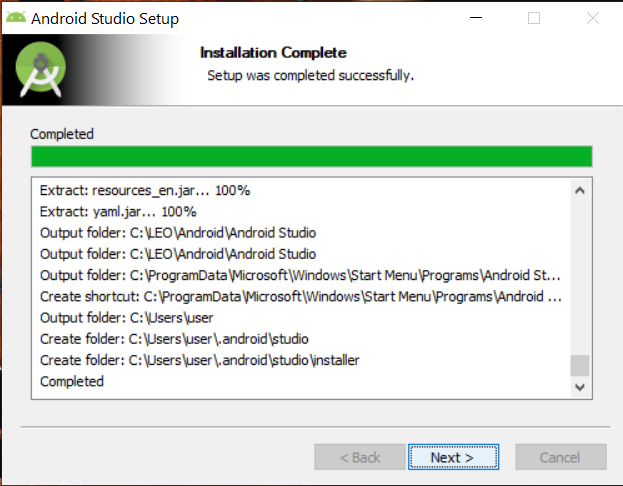 Android Studio Setup
Installation Complete
Setup was completed successfully.
Completed
Extract: resources_en.jar... 100%
Extract: yaml.jar... 100%
Output folder: C:\LEO\Android\Android Studio
Output folder: C:\LEO\Android\Android Studio
Output folder: C:\ProgramData\Microsoft\Windows\Start Menu\Programs\Android St...
Create shortcut: C:\ProgramData\Microsoft\Windows\Start Menu\Programs\Android ...
Output folder: C:\Users\user
Create folder: C:\Users\user\.android\studio
Create folder: C:\Users\user\.android\studio\installer
Completed
< Back Next > Cancel